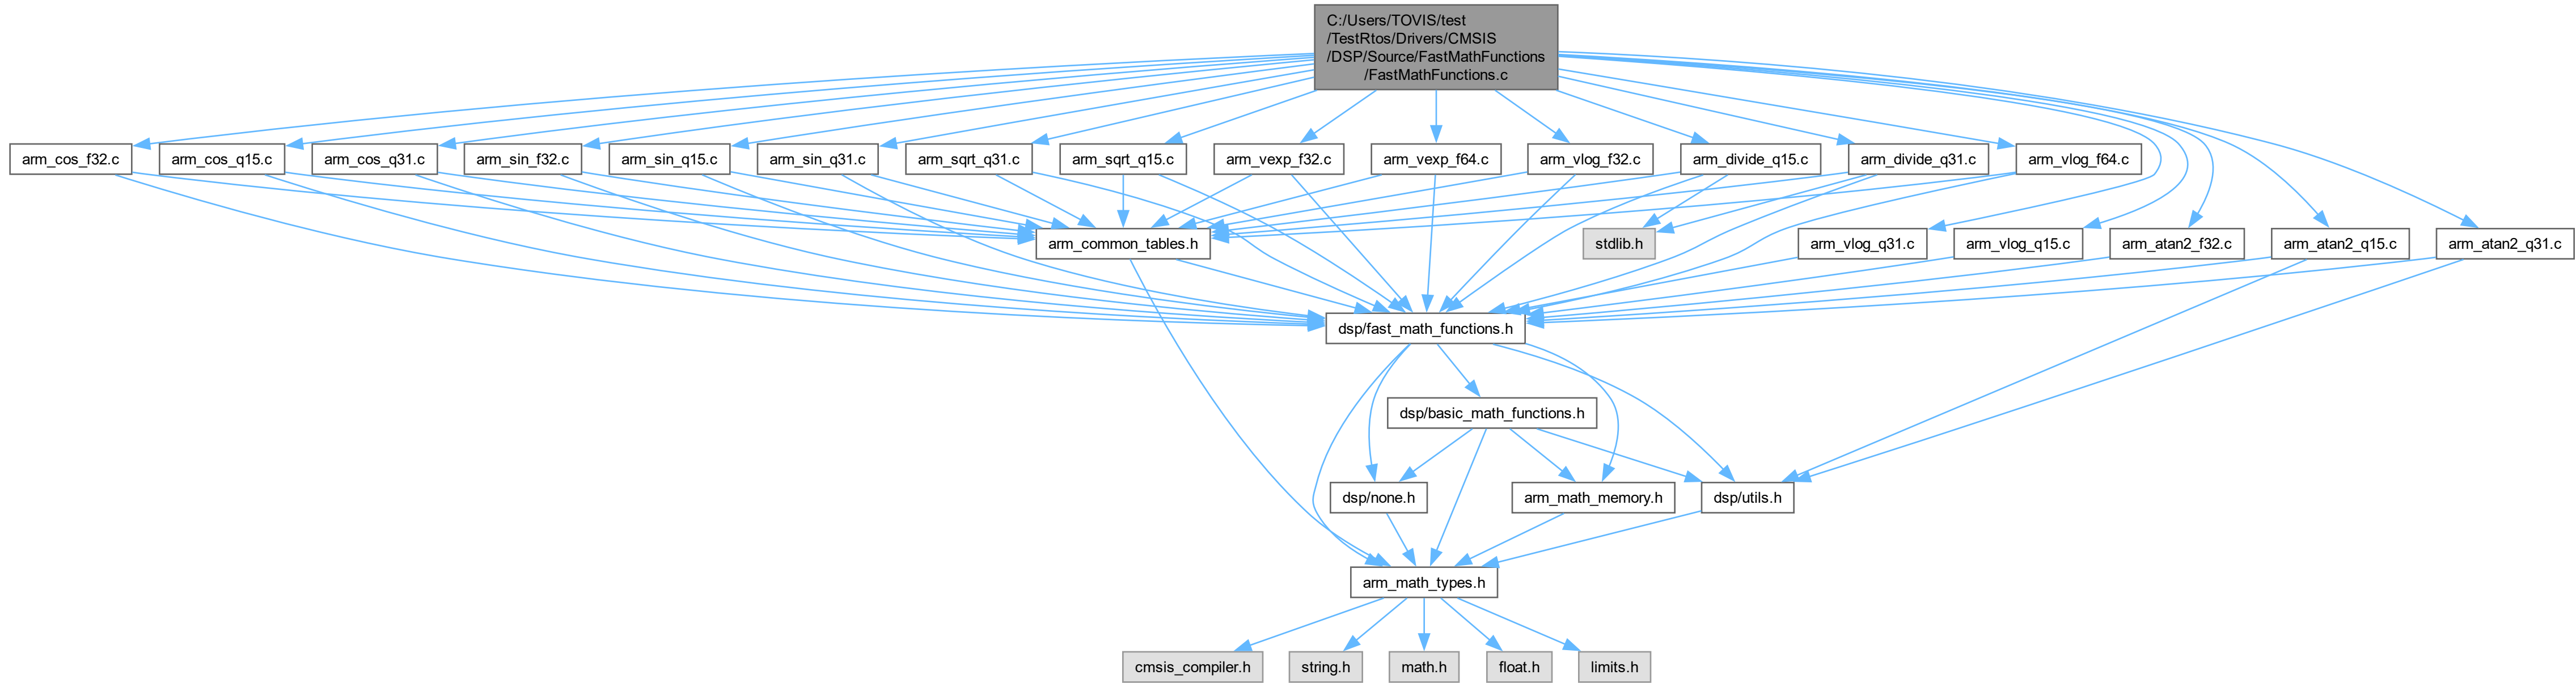 C:/Users/TOVIS/test
/TestRtos/Drivers/CMSIS
/DSP/Source/FastMathFunctions
/FastMathFunctions.c
arm_cos_f32.c
arm_cos_q15.c
arm_cos_q31.c
arm_sin_f32.c
arm_sin_q15.c
arm_sin_q31.c
arm_sqrt_q31.c
arm_sqrt_q15.c
arm_vexp_f32.c
arm_vexp_f64.c
arm_vlog_f32.c
arm_divide_q15.c
arm_divide_q31.c
arm_vlog_f64.c
arm_common_tables.h
stdlib.h
arm_vlog_q31.c
arm_vlog_q15.c
arm_atan2_f32.c
arm_atan2_q15.c
arm_atan2_q31.c
dsp/fast_math_functions.h
dsp/basic_math_functions.h
dsp/none.h
arm_math_memory.h
dsp/utils.h
arm_math_types.h
cmsis_compiler.h
string.h
math.h
float.h
limits.h